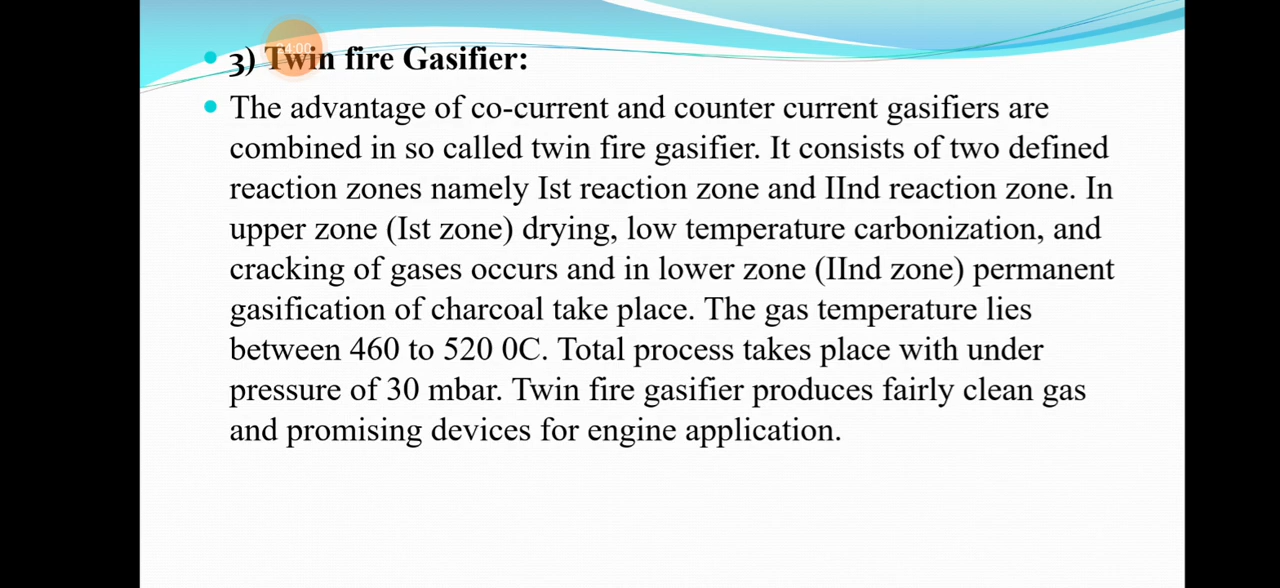 3) Twin fire Gasifier:
The advantage of co-current and counter current gasifiers are
combined in so called twin fire gasifier. It consists of two defined
reaction zones namely Ist reaction zone and IInd reaction zone. In
upper zone (Ist zone) drying, low temperature carbonization, and
cracking of gases occurs and in lower zone (IInd zone) permanent
gasification of charcoal take place. The gas temperature lies
between 460 to 520 0C. Total process takes place with under
pressure of 30 mbar. Twin fire gasifier produces fairly clean gas
and promising devices for engine application.